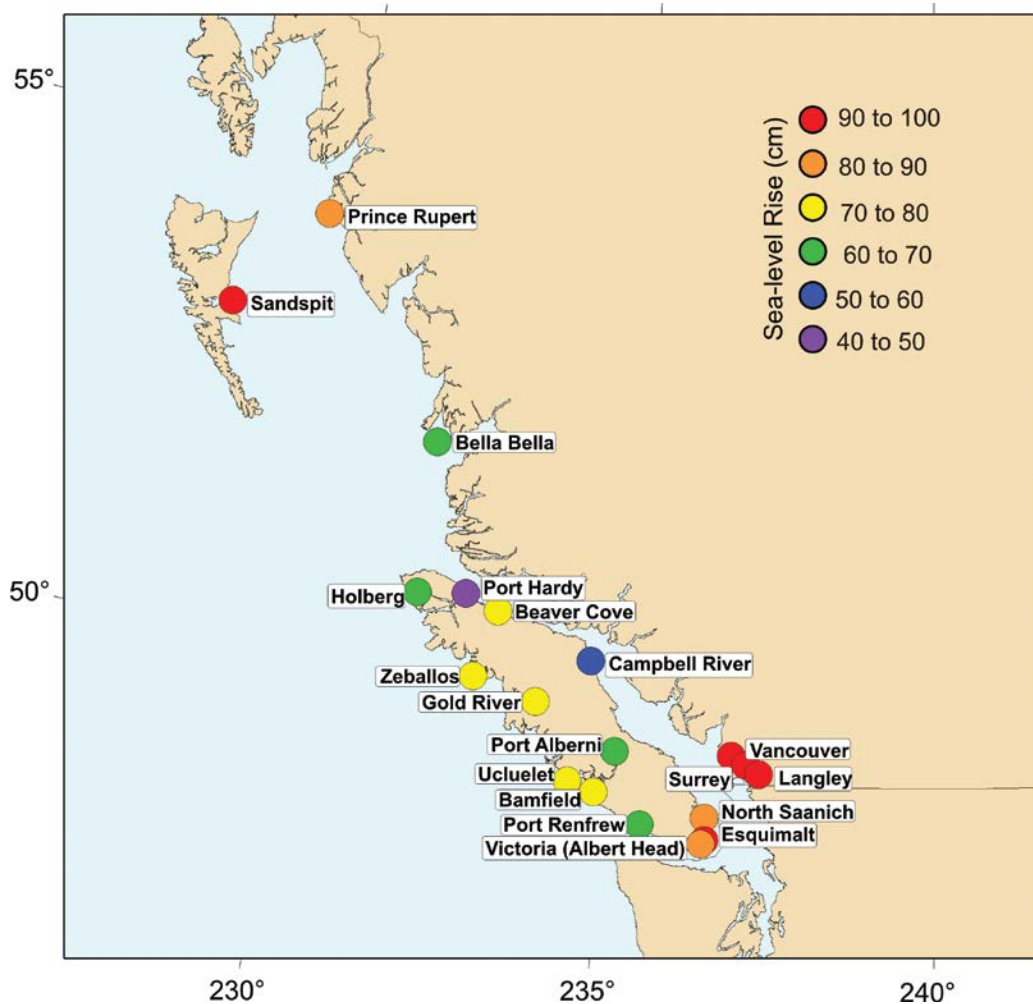 55°
50°
230°
235°
240°
Sea-level Rise (cm)
90 to 100
80 to 90
70 to 80
60 to 70
50 to 60
40 to 50
Prince Rupert
Sandspit
Bella Bella
Holberg
Port Hardy
Beaver Cove
Campbell River
Zeballos
Gold River
Port Alberni
Vancouver
Ucluelet
Surrey
Langley
Bamfield
North Saanich
Port Renfrew
Esquimalt
Victoria (Albert Head)